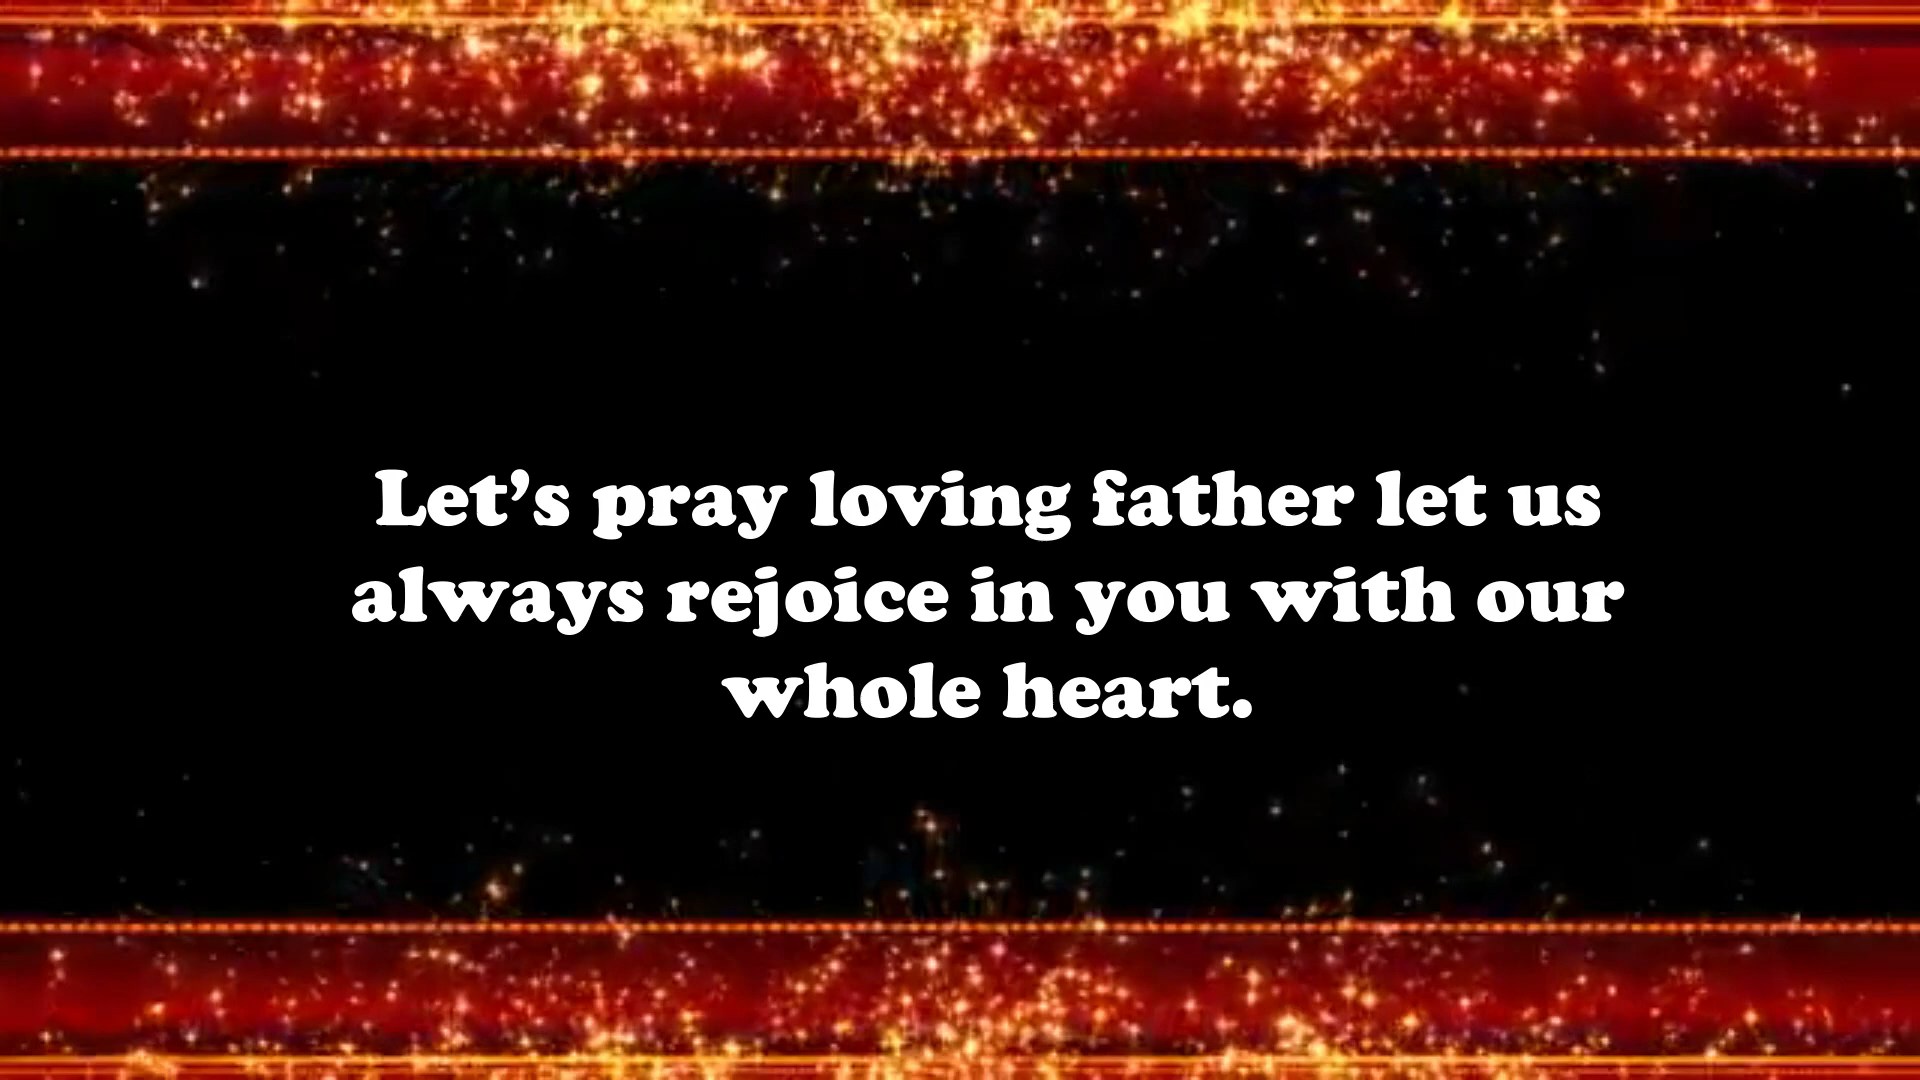 Let’s pray loving father let us
always rejoice in you with our
whole heart.